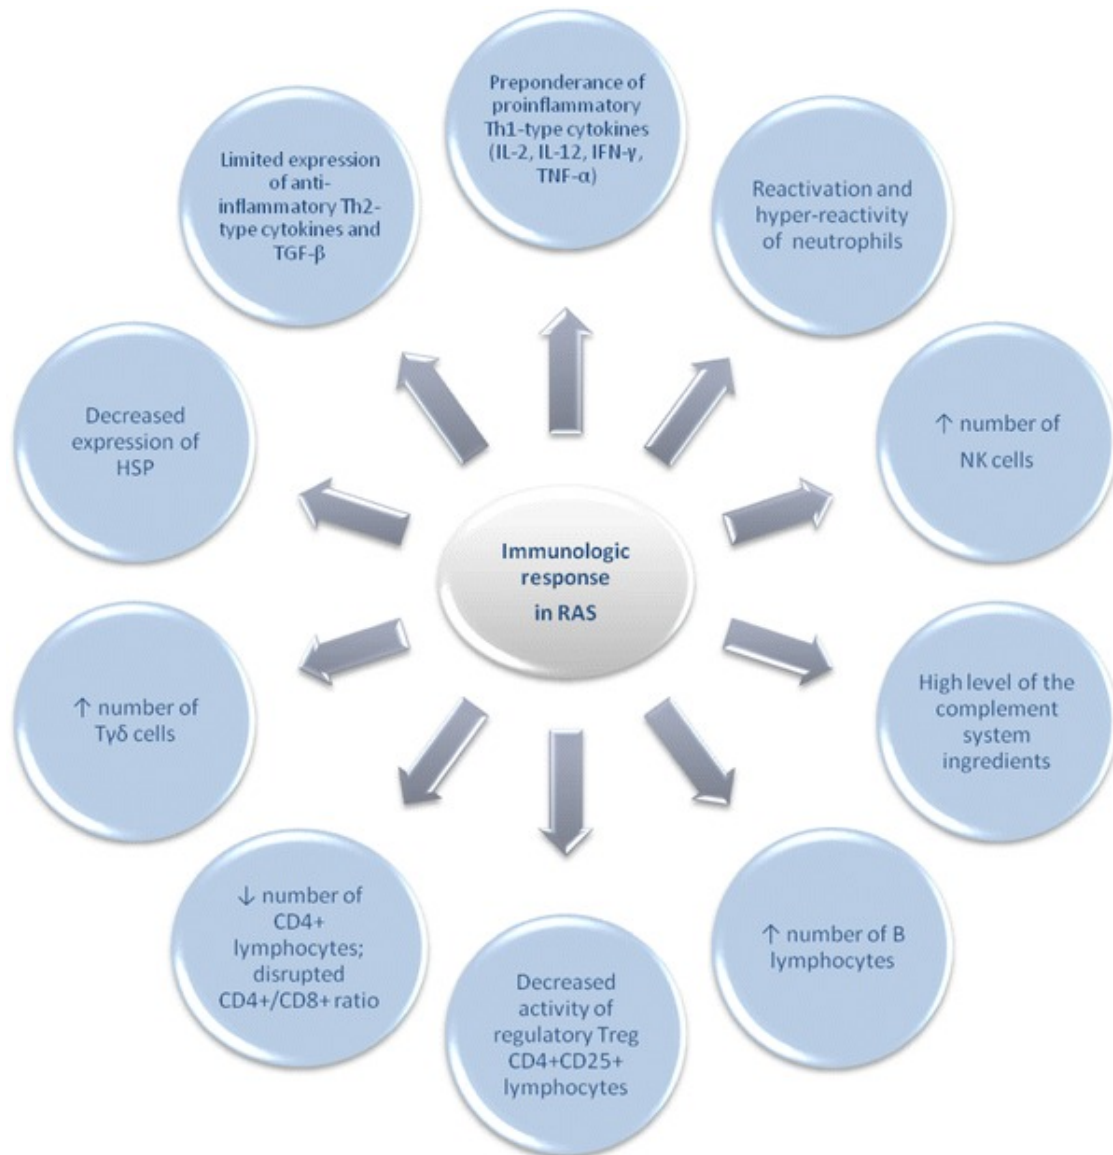 Preponderance of
proinflammatory
Th1-type cytokines
(IL-2, IL-12, IFN-γ,
TNF-α)
Reactivation and
hyper-reactivity
of neutrophils
↑ number of
NK cells
High level of the
complement
system
ingredients
↑ number of B
lymphocytes
Decreased
activity of
regulatory Treg
CD4+CD25+
lymphocytes
↓ number of
CD4+
lymphocytes;
disrupted
CD4+/CD8+ ratio
↑ number of
Tγδ cells
Decreased
expression of
HSP
Limited expression
of anti-
inflammatory Th2-
type cytokines and
TGF-β
Immunologic
response
in RAS